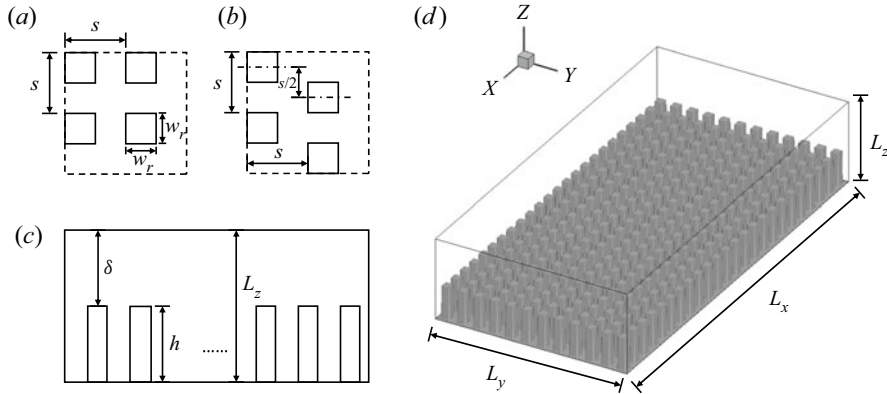 (a)
s
s
w_r
w_r
(b)
s
s/2
s
(c)
δ
L_z
h
......
(d)
Z
X
Y
L_z
L_x
L_y